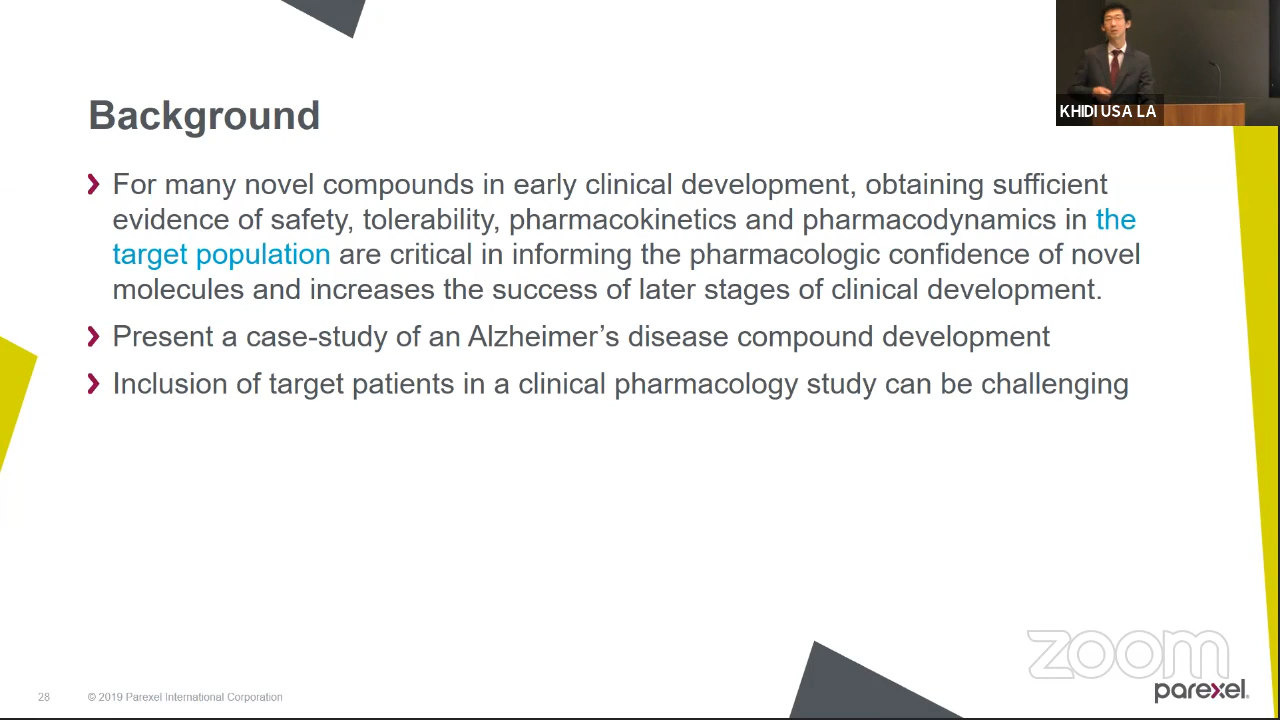 KHIDI USA LA
Background
For many novel compounds in early clinical development, obtaining sufficient
evidence of safety, tolerability, pharmacokinetics and pharmacodynamics in the
target population are critical in informing the pharmacologic confidence of novel
molecules and increases the success of later stages of clinical development.
Present a case-study of an Alzheimer’s disease compound development
Inclusion of target patients in a clinical pharmacology study can be challenging
zoom
parexel®
28
© 2019 Parexel International Corporation